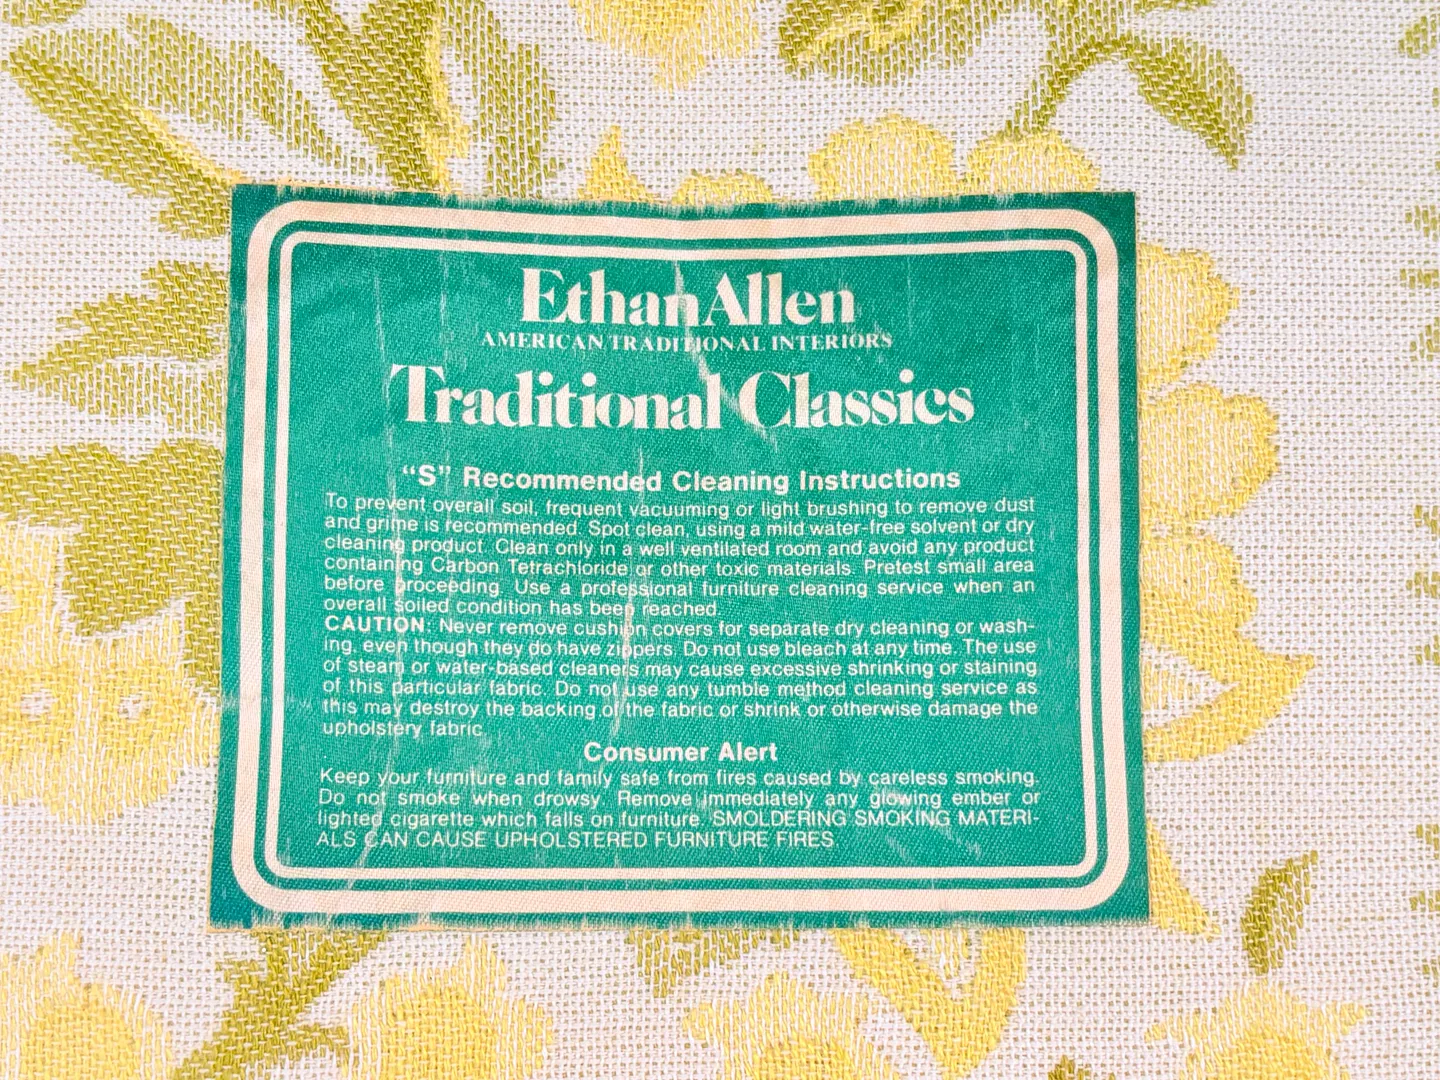 Ethan Allen
AMERICAN TRADITIONAL INTERIORS
Traditional Classics
“S” Recommended Cleaning Instructions
To prevent overall soil, frequent vacuuming or light brushing to remove dust
and grime is recommended. Spot clean, using a mild water-free solvent or dry
cleaning product. Clean only in a well ventilated room and avoid any product
containing Carbon Tetrachloride or other toxic materials. Pretest small area
before proceeding. Use a professional furniture cleaning service when an
overall soiled condition has been reached.
CAUTION: Never remove cushion covers for separate dry cleaning or wash-
ing, even though they do have zippers. Do not use bleach at any time. The use
of steam or water-based cleaners may cause excessive shrinking or staining
of this particular fabric. Do not use any tumble method cleaning service as
this may destroy the backing of the fabric or shrink or otherwise damage the
upholstery fabric.
Consumer Alert
Keep your furniture and family safe from fires caused by careless smoking.
Do not smoke when drowsy. Remove immediately any glowing ember or
lighted cigarette which falls on furniture. SMOLDERING SMOKING MATERI-
ALS CAN CAUSE UPHOLSTERED FURNITURE FIRES.